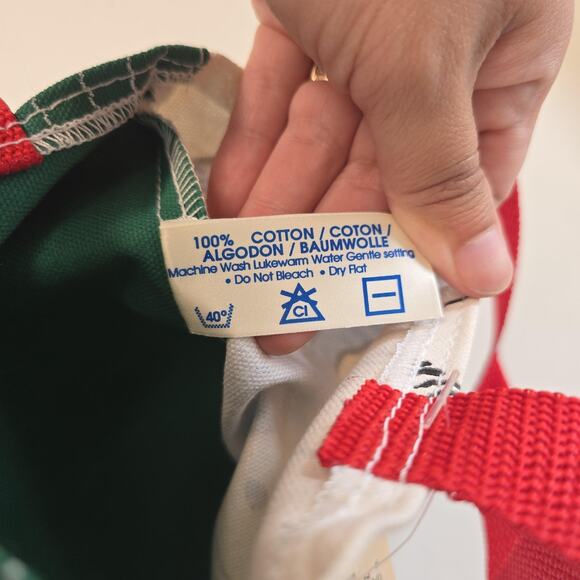 100% COTTON / COTON /
ALGODON / BAUMWOLLE
Machine Wash Lukewarm Water Gentle setting
• Do Not Bleach • Dry Flat
40° Cl